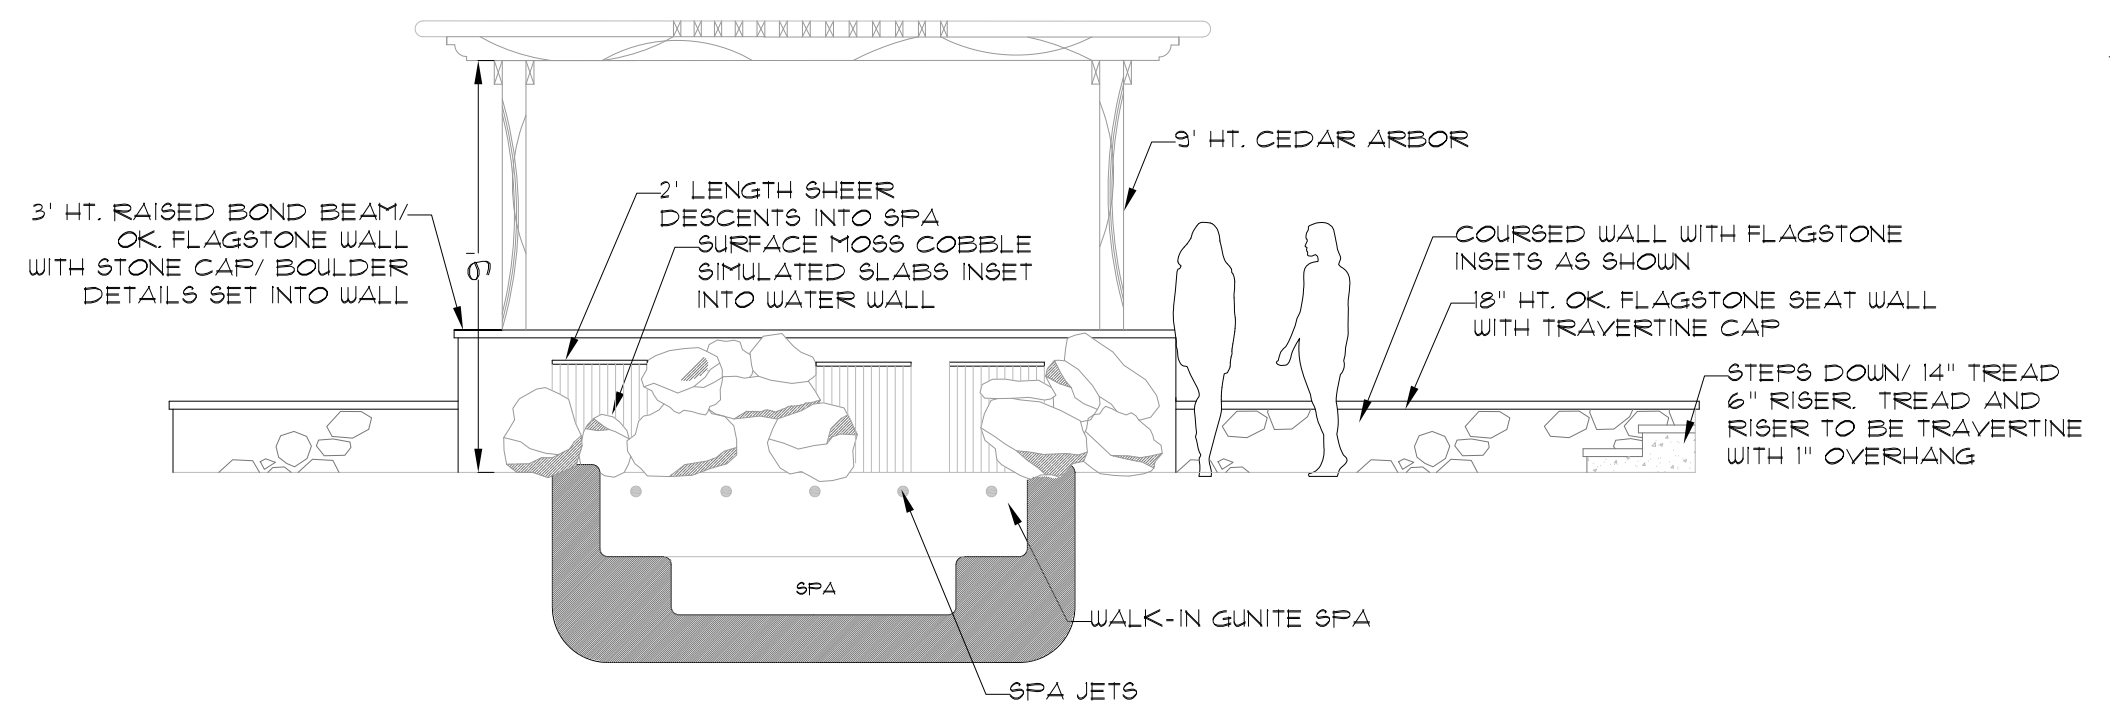 9' HT. CEDAR ARBOR
2' LENGTH SHEER
DESCENTS INTO SPA
SURFACE MOSS COBBLE
SIMULATED SLABS INSET
INTO WATER WALL
3' HT. RAISED BOND BEAM/
OK. FLAGSTONE WALL
WITH STONE CAP/ BOULDER
DETAILS SET INTO WALL
9'
COURSED WALL WITH FLAGSTONE
INSETS AS SHOWN
18" HT. OK. FLAGSTONE SEAT WALL
WITH TRAVERTINE CAP
STEPS DOWN/ 14" TREAD
6" RISER. TREAD AND
RISER TO BE TRAVERTINE
WITH 1" OVERHANG
SPA
WALK-IN GUNITE SPA
SPA JETS